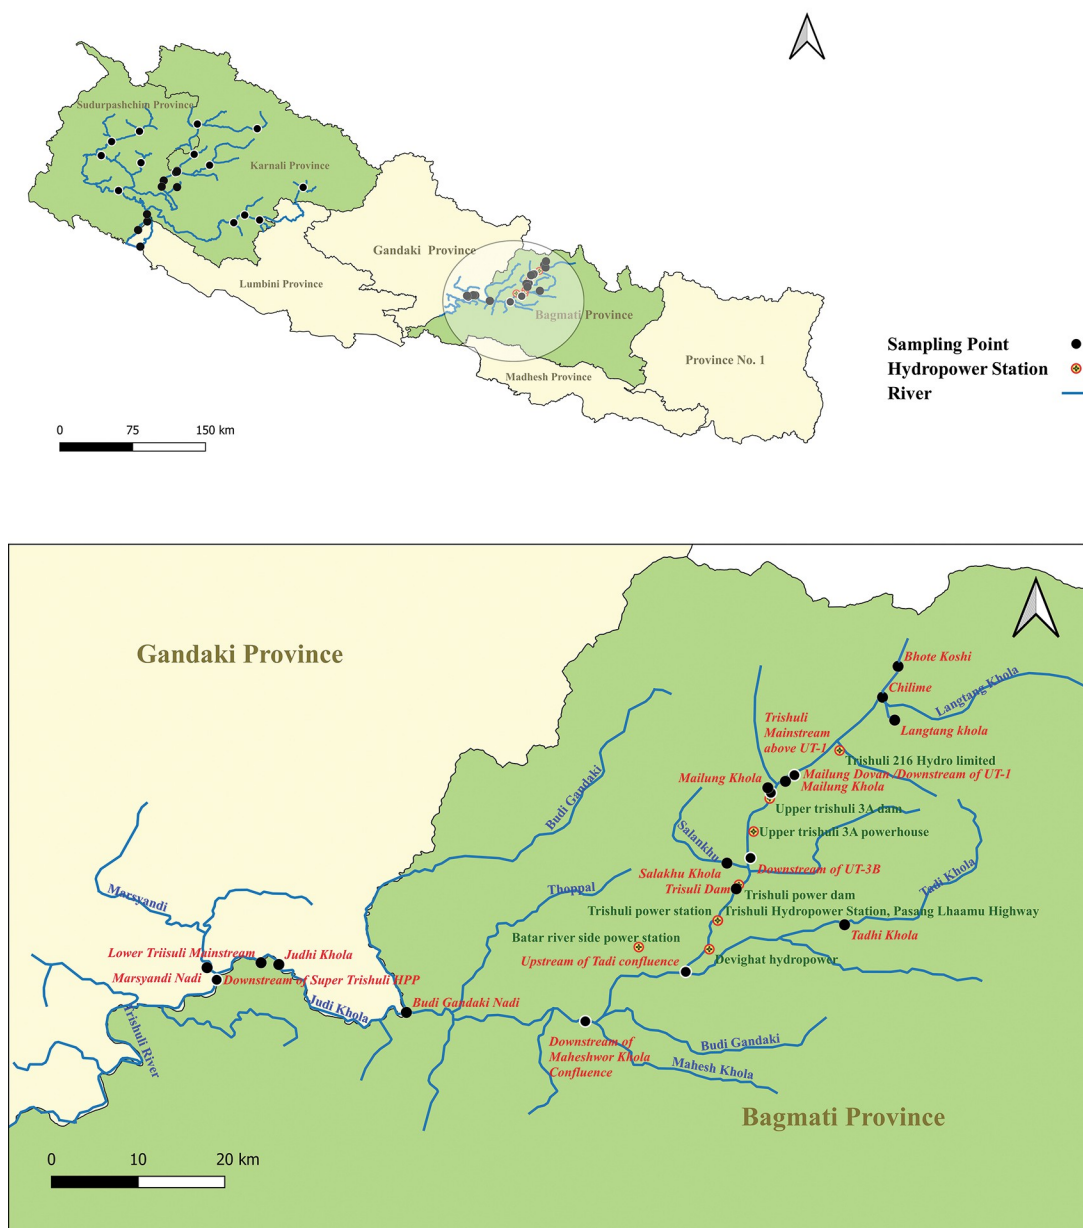 Sudurpashchim Province
Karnali Province
Gandaki Province
Lumbini Province
Bagmati Province
Province No. 1
Madhesh Province
Sampling Point
Hydropower Station
River
0 75 150 km
Gandaki Province
Bhote Koshi
Chilime
Langtang Khola
Langtang khola
Trishuli
Mainstream
above UT-1
Trishuli 216 Hydro limited
Mailung Dovan /Downstream of UT-1
Mailung Khola
Mailung Khola
Upper trishuli 3A dam
Budi Gandaki
Upper trishuli 3A powerhouse
Salankhu
Salakhu Khola
Downstream of UT-3B
Trisuli Dam
Trishuli power dam
Tadi Khola
Thoppal
Marsyandi
Trishuli power station
Trishuli Hydropower Station, Pasang Lhaamu Highway
Batar river side power station
Tadhi Khola
Upstream of Tadi confluence
Devighat hydropower
Lower Triisuli Mainstream
Judhi Khola
Marsyandi Nadi
Downstream of Super Trishuli HPP
Judi Khola
Budi Gandaki Nadi
Trishuli River
Downstream of
Maheshwor Khola
Confluence
Budi Gandaki
Mahesh Khola
Bagmati Province
0 10 20 km